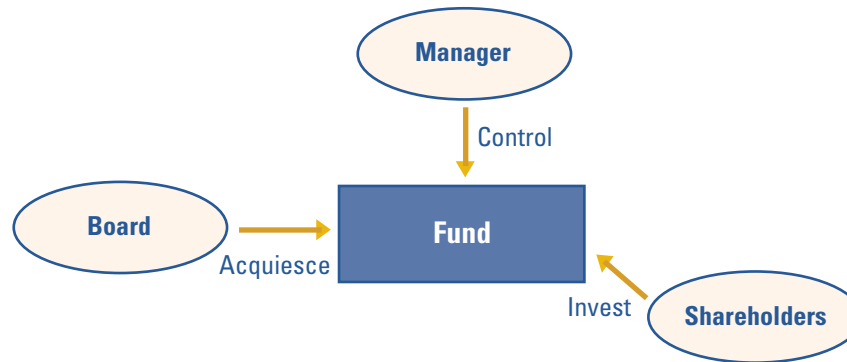 Manager
Control
Board
Fund
Acquiesce
Invest
Shareholders